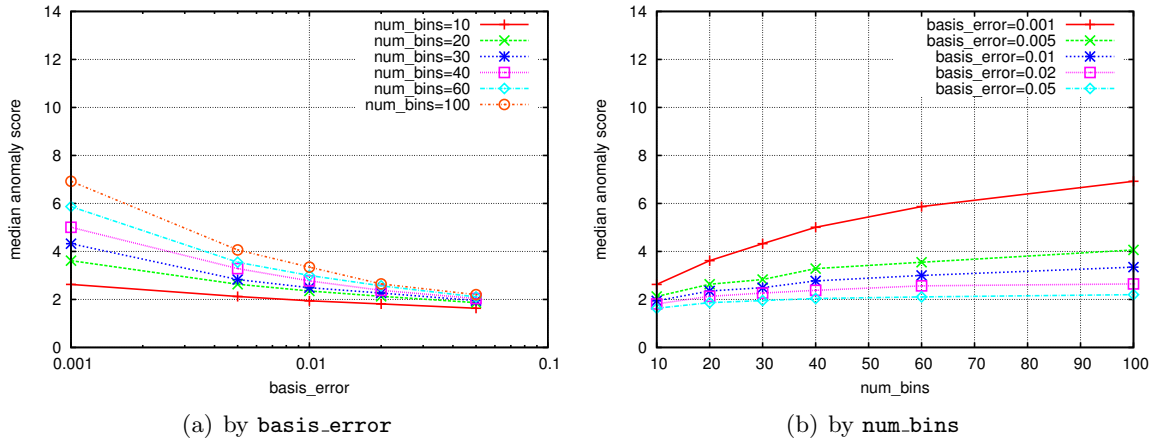 14
12
10
8
6
4
2
0
median anomaly score
num_bins=10
num_bins=20
num_bins=30
num_bins=40
num_bins=60
num_bins=100
0.001
0.01
0.1
basis_error
(a) by basis_error
14
12
10
8
6
4
2
0
median anomaly score
basis_error=0.001
basis_error=0.005
basis_error=0.01
basis_error=0.02
basis_error=0.05
10 20 30 40 50 60 70 80 90 100
num_bins
(b) by num_bins